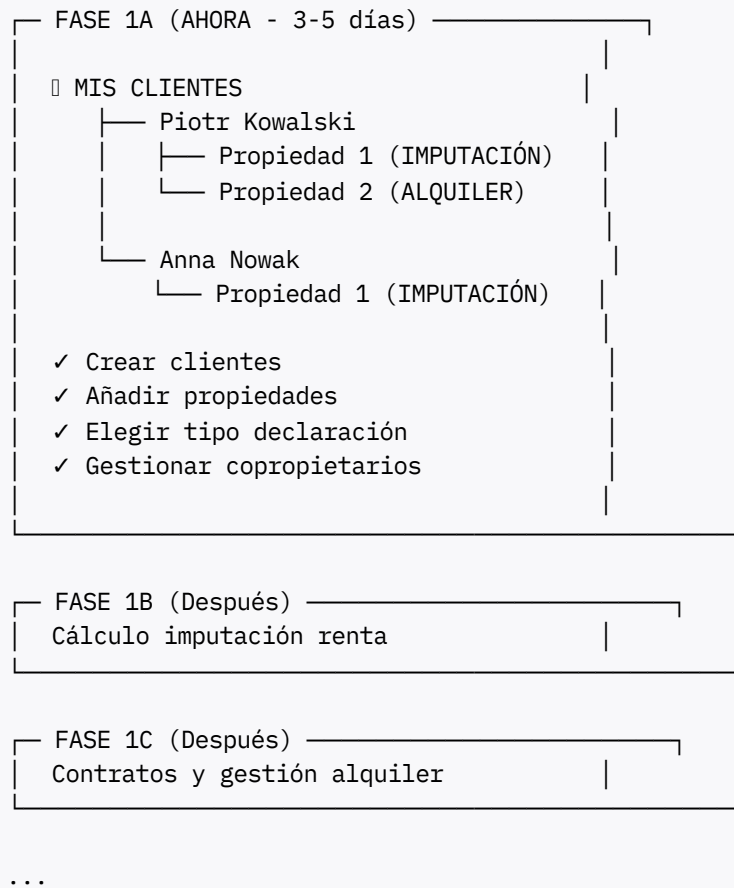 FASE 1A (AHORA - 3-5 días)
MIS CLIENTES
Piotr Kowalski
Propiedad 1 (IMPUTACIÓN)
Propiedad 2 (ALQUILER)
Anna Nowak
Propiedad 1 (IMPUTACIÓN)
✓ Crear clientes
✓ Añadir propiedades
✓ Elegir tipo declaración
✓ Gestionar copropietarios
FASE 1B (Después)
Cálculo imputación renta
FASE 1C (Después)
Contratos y gestión alquiler
...